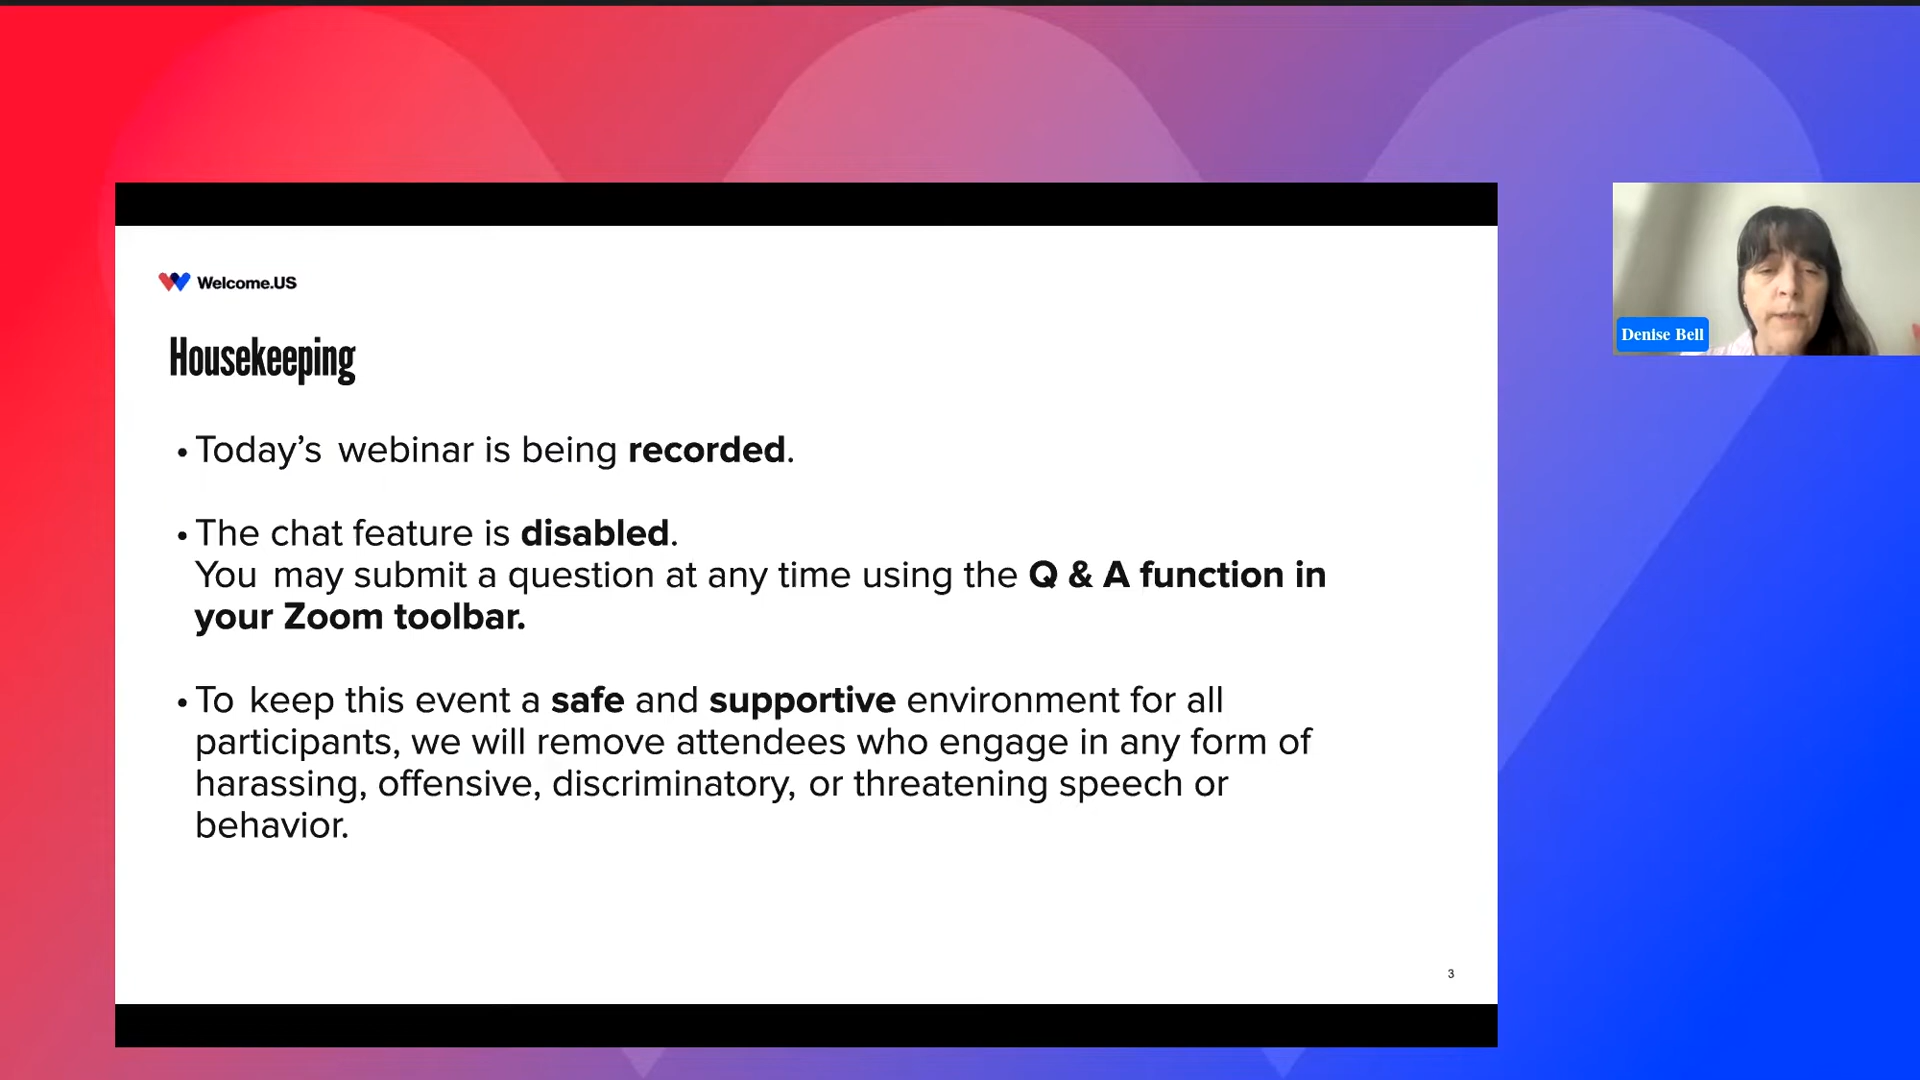 Welcome.US
Housekeeping
• Today’s webinar is being recorded.
• The chat feature is disabled.
You may submit a question at any time using the Q & A function in
your Zoom toolbar.
• To keep this event a safe and supportive environment for all
participants, we will remove attendees who engage in any form of
harassing, offensive, discriminatory, or threatening speech or
behavior.
3
Denise Bell